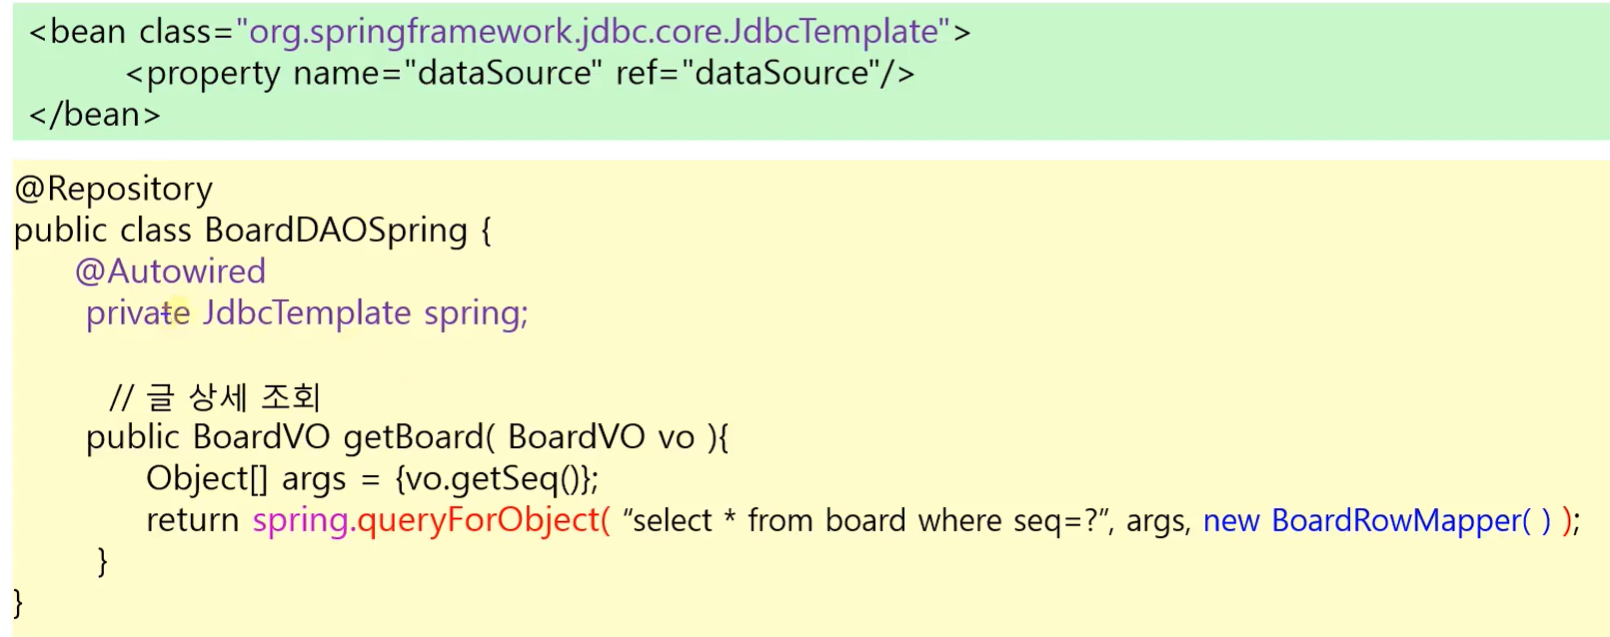 <bean class="org.springframework.jdbc.core.JdbcTemplate">
<property name="dataSource" ref="dataSource"/>
</bean>
@Repository
public class BoardDAOSpring {
@Autowired
private JdbcTemplate spring;
// 글 상세 조회
public BoardVO getBoard( BoardVO vo ){
Object[] args = {vo.getSeq()};
return spring.queryForObject( “select * from board where seq=?”, args, new BoardRowMapper( ) );
}
}